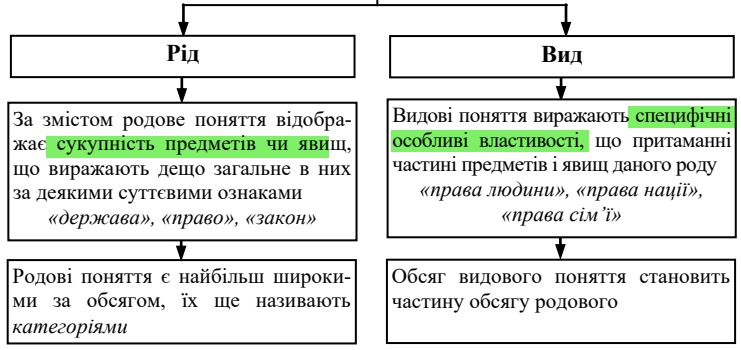 Рід
За змістом родове поняття відобра-
жає сукупність предметів чи явищ,
що виражають дещо загальне в них
за деякими суттєвими ознаками
«держава», «право», «закон»
Родові поняття є найбільш широки-
ми за обсягом, їх ще називають
категоріями
Вид
Видові поняття виражають специфічні
особливі властивості, що притаманні
частині предметів і явищ даного роду
«права людини», «права нації»,
«права сім’ї»
Обсяг видового поняття становить
частину обсягу родового